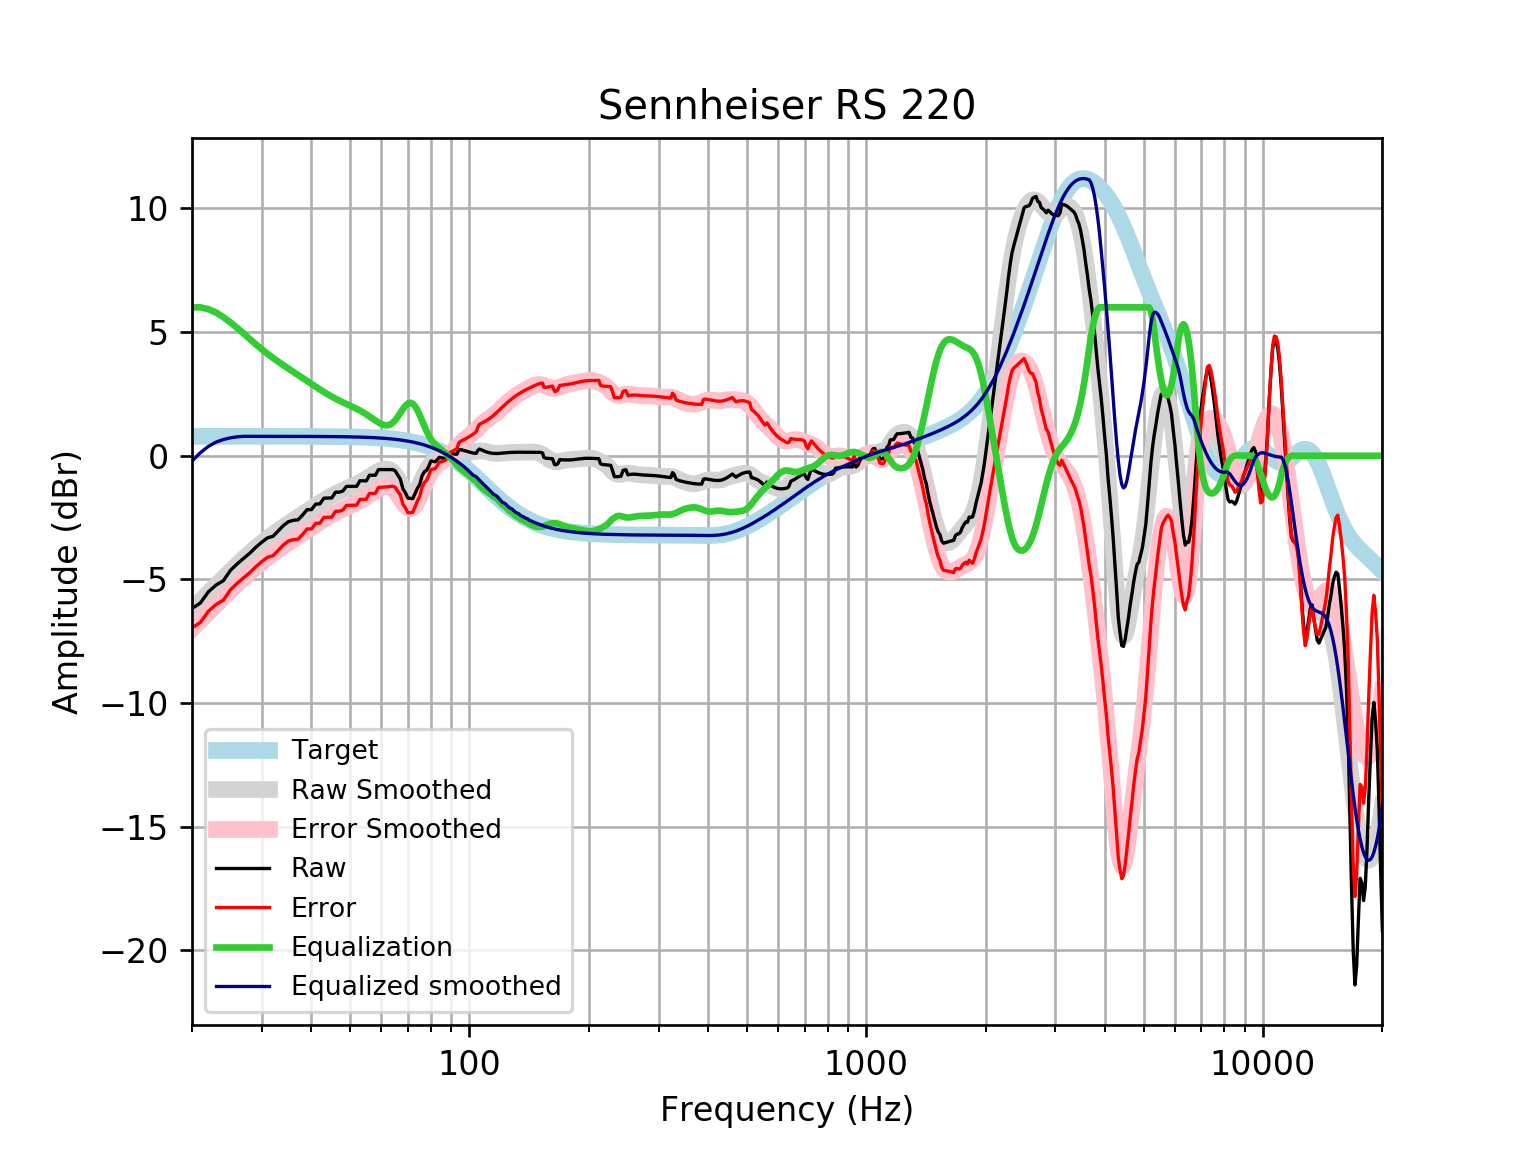 Sennheiser RS 220
Amplitude (dBr)
10
5
0
−5
−10
−15
−20
Target
Raw Smoothed
Error Smoothed
Raw
Error
Equalization
Equalized smoothed
100
1000
10000
Frequency (Hz)